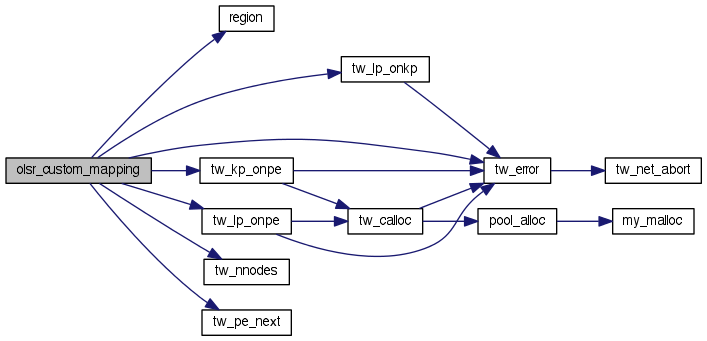 region
tw_lp_onkp
olsr_custom_mapping
tw_kp_onpe
tw_error
tw_net_abort
tw_lp_onpe
tw_calloc
pool_alloc
my_malloc
tw_nnodes
tw_pe_next